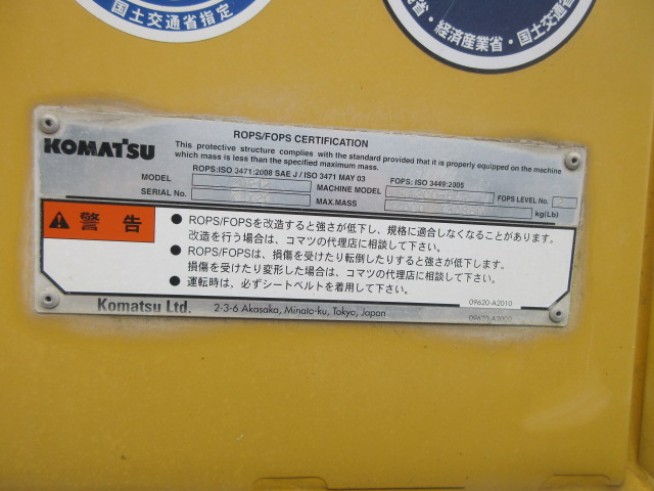 国土交通省指定
省・経済産業省・国土交通省
KOMATSU
ROPS/FOPS CERTIFICATION
This protective structure complies with the standard provided that it is properly equipped on the machine
which mass is less than the specified maximum mass.
ROPS:ISO 3471:2008 SAE J / ISO 3471 MAY 03 FOPS: ISO 3449:2005
MODEL MACHINE MODEL FOPS LEVEL No.
SERIAL No. MAX.MASS kg(Lb)
警告
● ROPS/FOPSを改造すると強さが低下し、規格に適合しなくなることがあります。
改造を行う場合は、コマツの代理店に相談して下さい。
● ROPS/FOPSは、損傷を受けたり転倒したりすると強さが低下します。
損傷を受けたり変形した場合は、コマツの代理店に相談して下さい。
● 運転時は、必ずシートベルトを着用して下さい。
09620-A2010
Komatsu Ltd. 2-3-6 Akasaka, Minato-ku, Tokyo, Japan